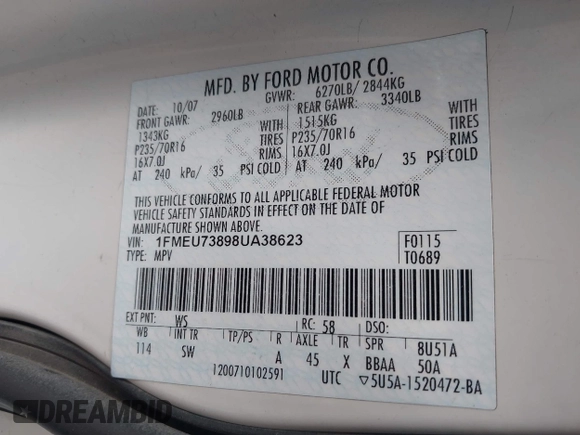 MFD. BY FORD MOTOR CO.
GVWR: 6270LB/ 2844KG
DATE: 10/07
FRONT GAWR: 2960LB REAR GAWR: 3340LB
1343KG WITH 1515KG WITH
P235/70R16 TIRES P235/70R16 TIRES
16X7.0J RIMS 16X7.0J RIMS
AT 240 kPa/ 35 PSI COLD AT 240 kPa/ 35 PSI COLD
THIS VEHICLE CONFORMS TO ALL APPLICABLE FEDERAL MOTOR
VEHICLE SAFETY STANDARDS IN EFFECT ON THE DATE OF
MANUFACTURE SHOWN ABOVE.
VIN: 1FMEU73898UA38623 F0115
TYPE: MPV T0689
EXT PNT: WS RC: 58 DSO:
WB INT TR TP/PS R AXLE TR SPR 8U51A
114 SW A 45 X BBAA 50A
1200710102591 UTC ▽5U5A-1520472-BA
DREAMBID